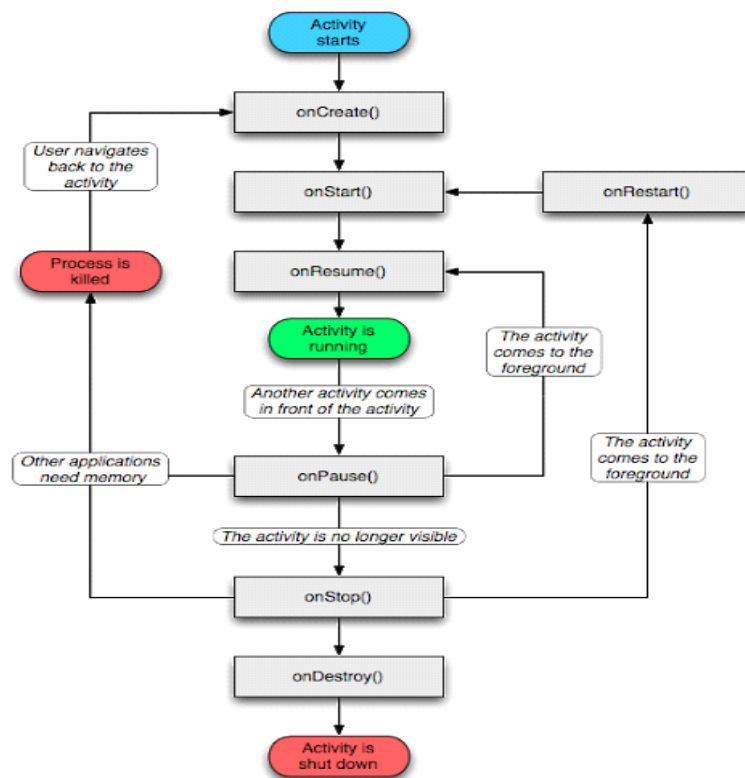 Activity
starts
onCreate()
User navigates
back to the
activity
onStart()
onRestart()
Process is
killed
onResume()
Activity is
running
The activity
comes to the
foreground
Another activity comes
in front of the activity
The activity
comes to the
foreground
Other applications
need memory
onPause()
The activity is no longer visible
onStop()
onDestroy()
Activity is
shut down